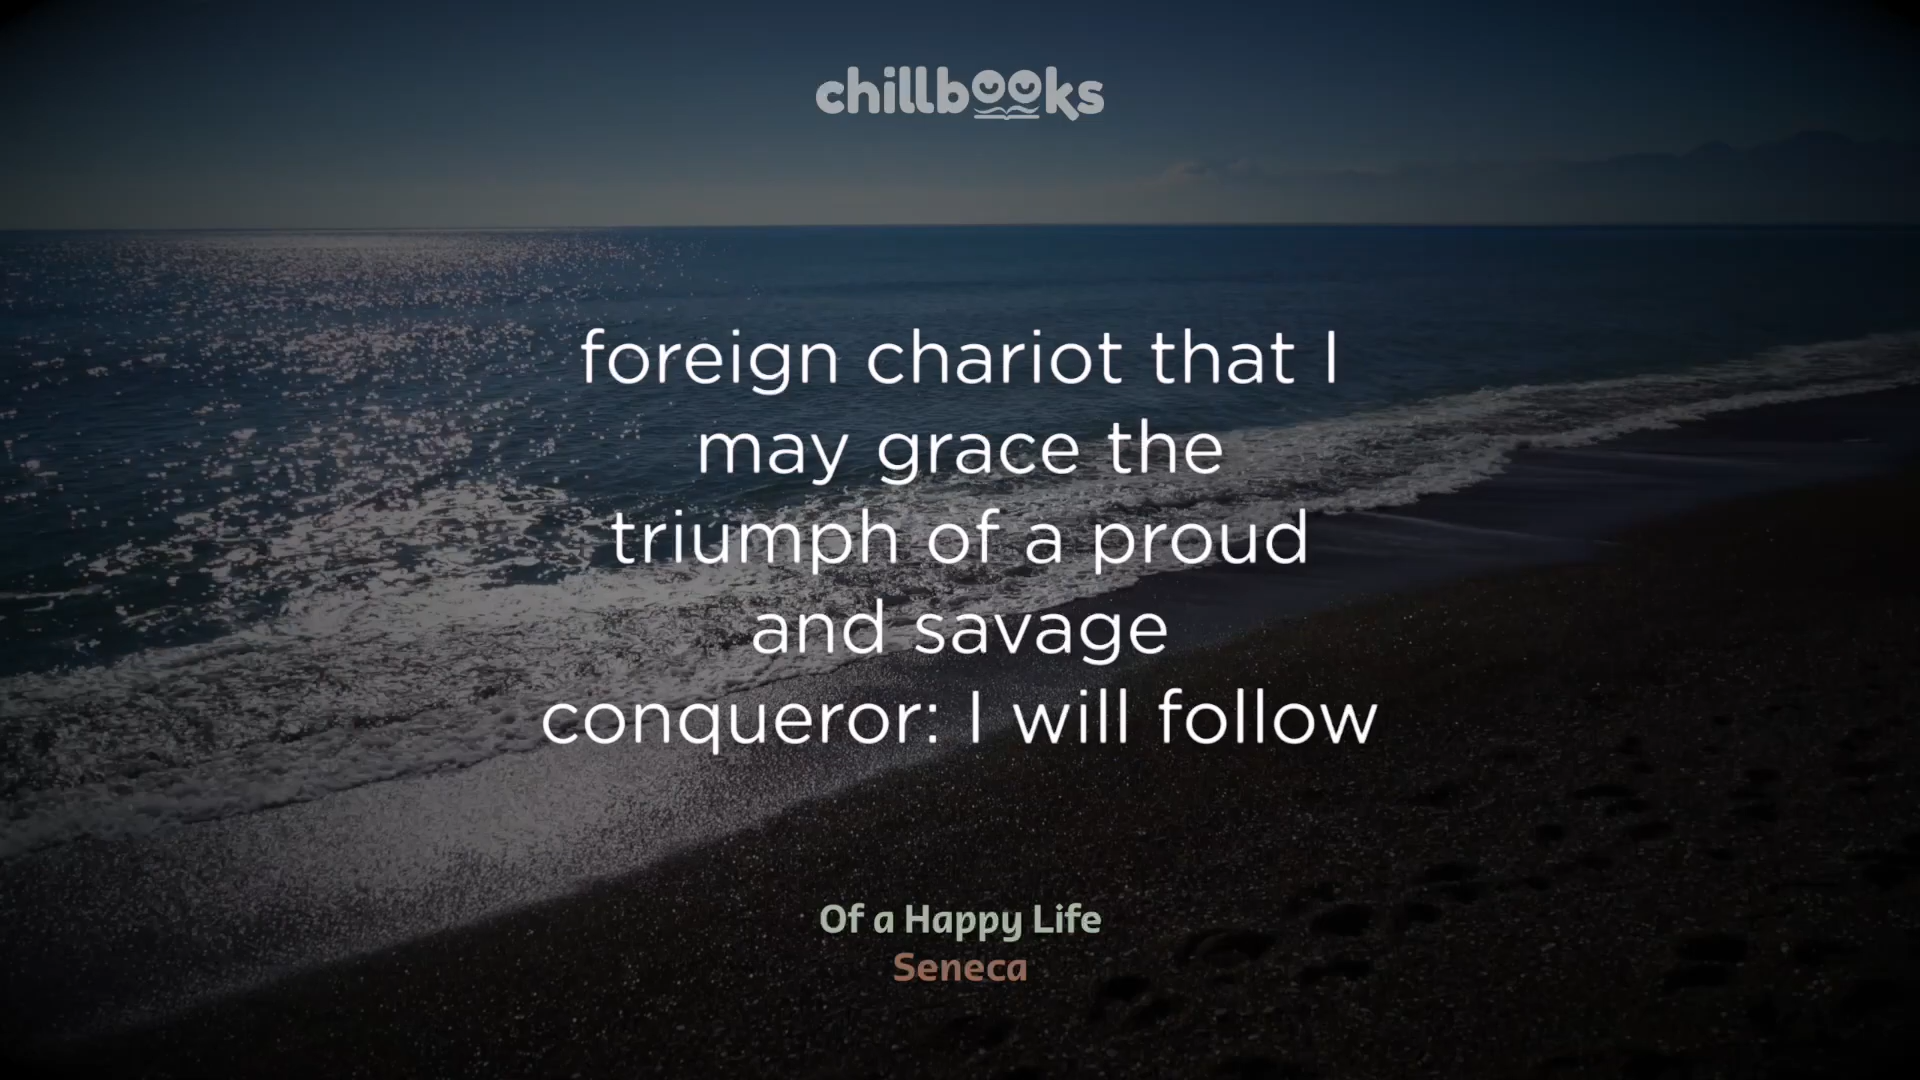 chillbooks
foreign chariot that I
may grace the
triumph of a proud
and savage
conqueror: I will follow
Of a Happy Life
Seneca